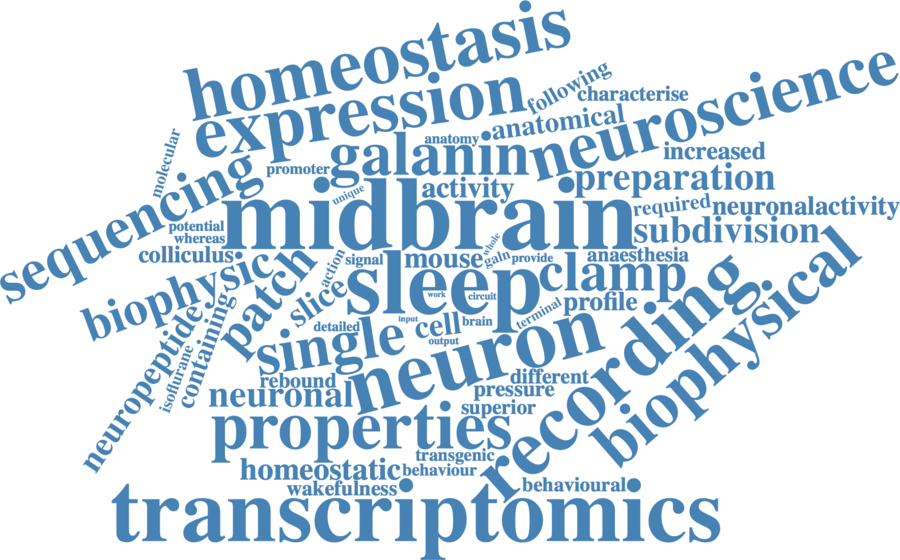 homeostasis
expression
following
characterise
neuroscience
anatomical
anatomy
molecular
sequencing
promoter
galanin
increased
unique
activity
preparation
midbrain
required
neuronalactivity
potential
whereas
subdivision
colliculus
whole
action
signal
mouse
galn
provide
anaesthesia
biophysic
patch
sleep
clamp
slice
work
circuit
profile
neuropeptide
containing
isoflurane
detailed
input
cell
brain
terminal
output
single
neuron
recording
biophysical
rebound
neuronal
different
pressure
superior
properties
transgenic
homeostatic
behaviour
wakefulness
behavioural
transcriptomics